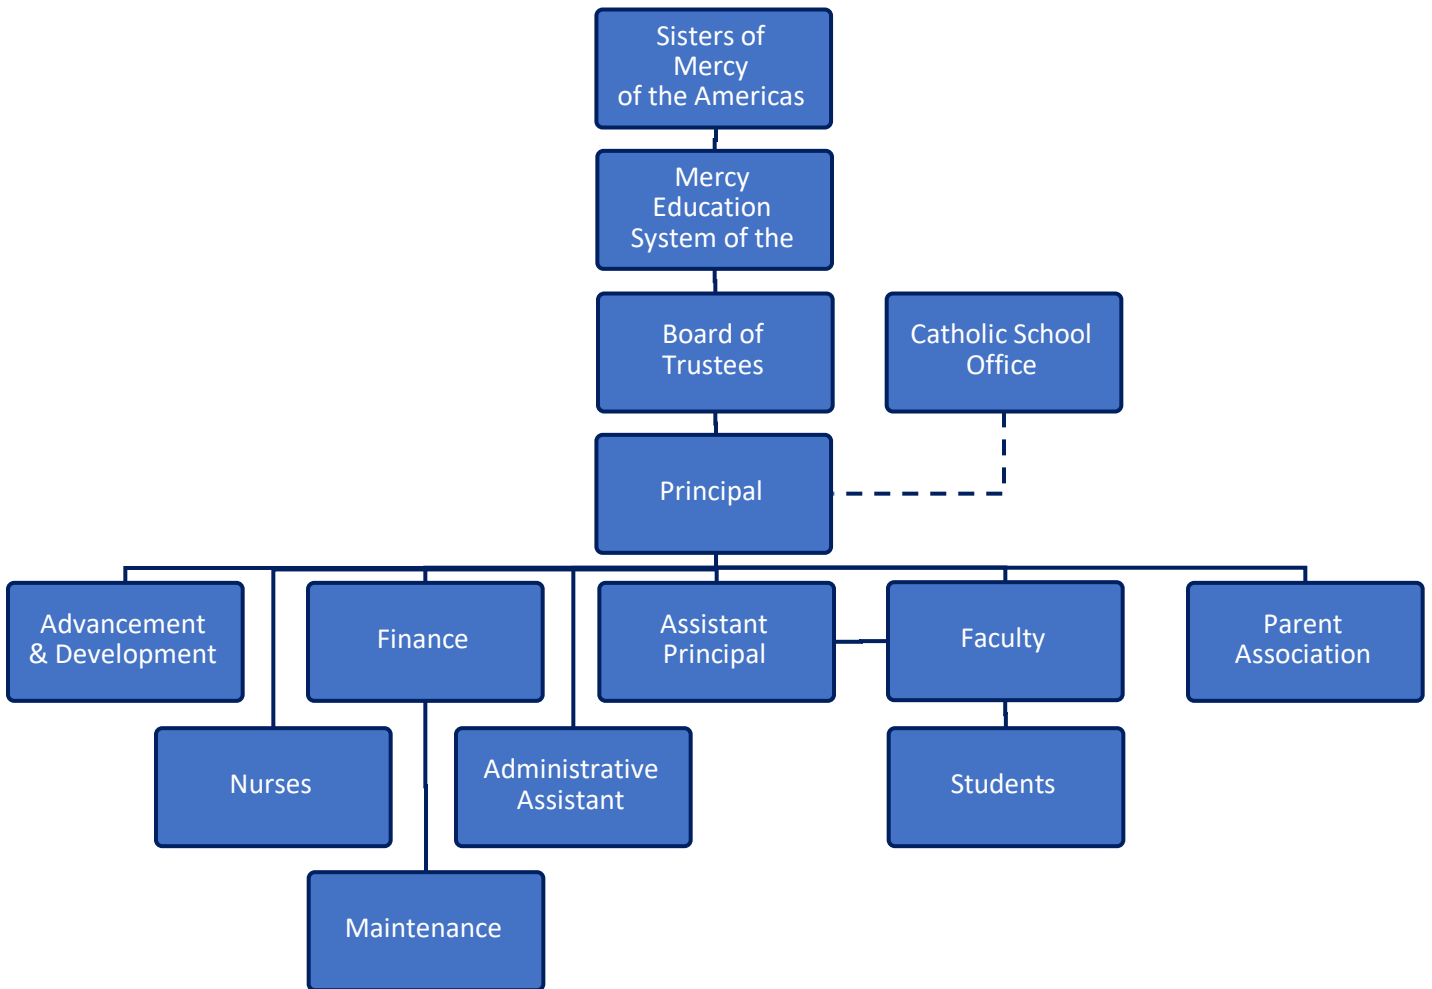 Sisters of
Mercy
of the Americas
Mercy
Education
System of the
Board of
Trustees
Catholic School
Office
Principal
Advancement
& Development
Finance
Assistant
Principal
Faculty
Parent
Association
Nurses
Administrative
Assistant
Students
Maintenance